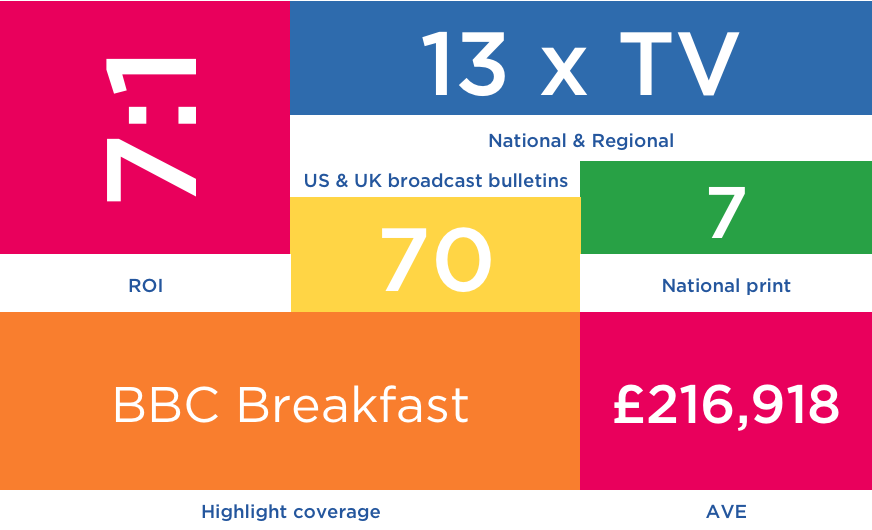 7:1
ROI
13 x TV
National & Regional
US & UK broadcast bulletins
70
7
National print
BBC Breakfast
Highlight coverage
£216,918
AVE